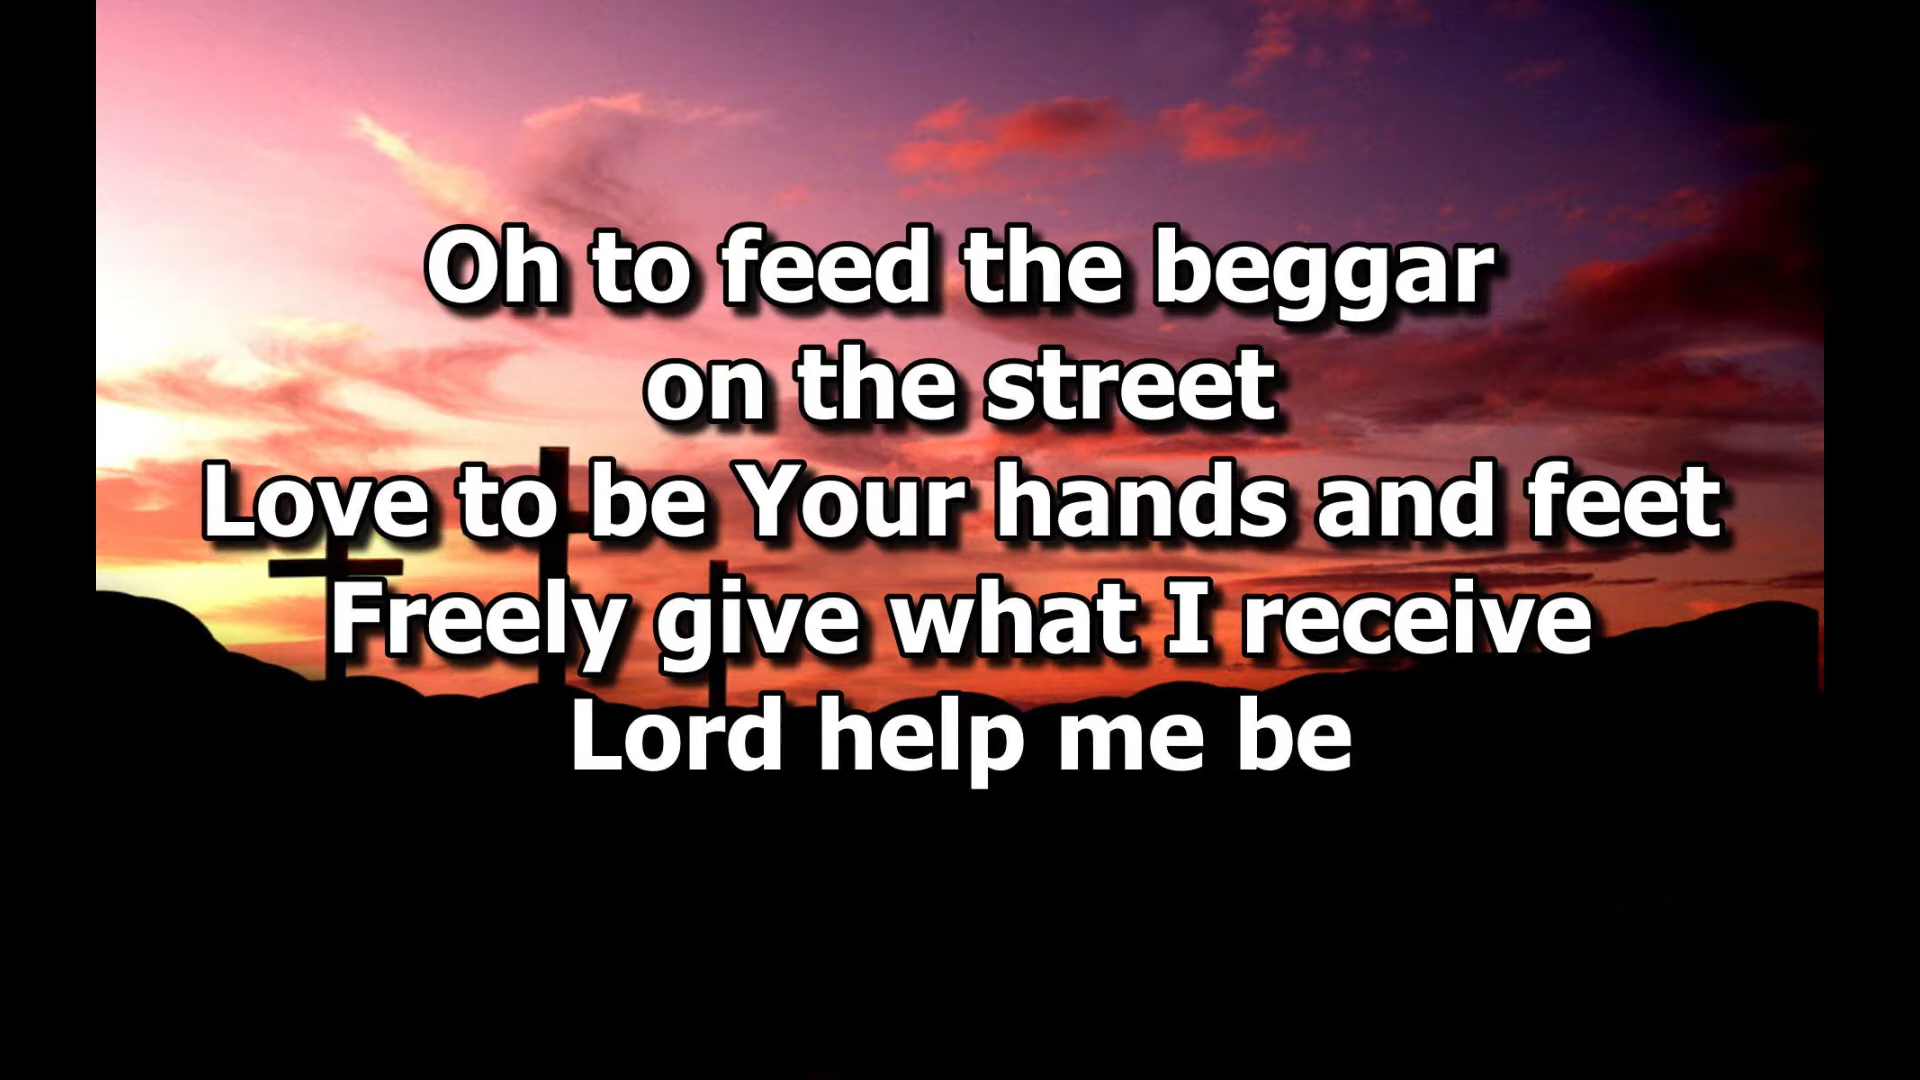 Oh to feed the beggar
on the street
Love to be Your hands and feet
Freely give what I receive
Lord help me be